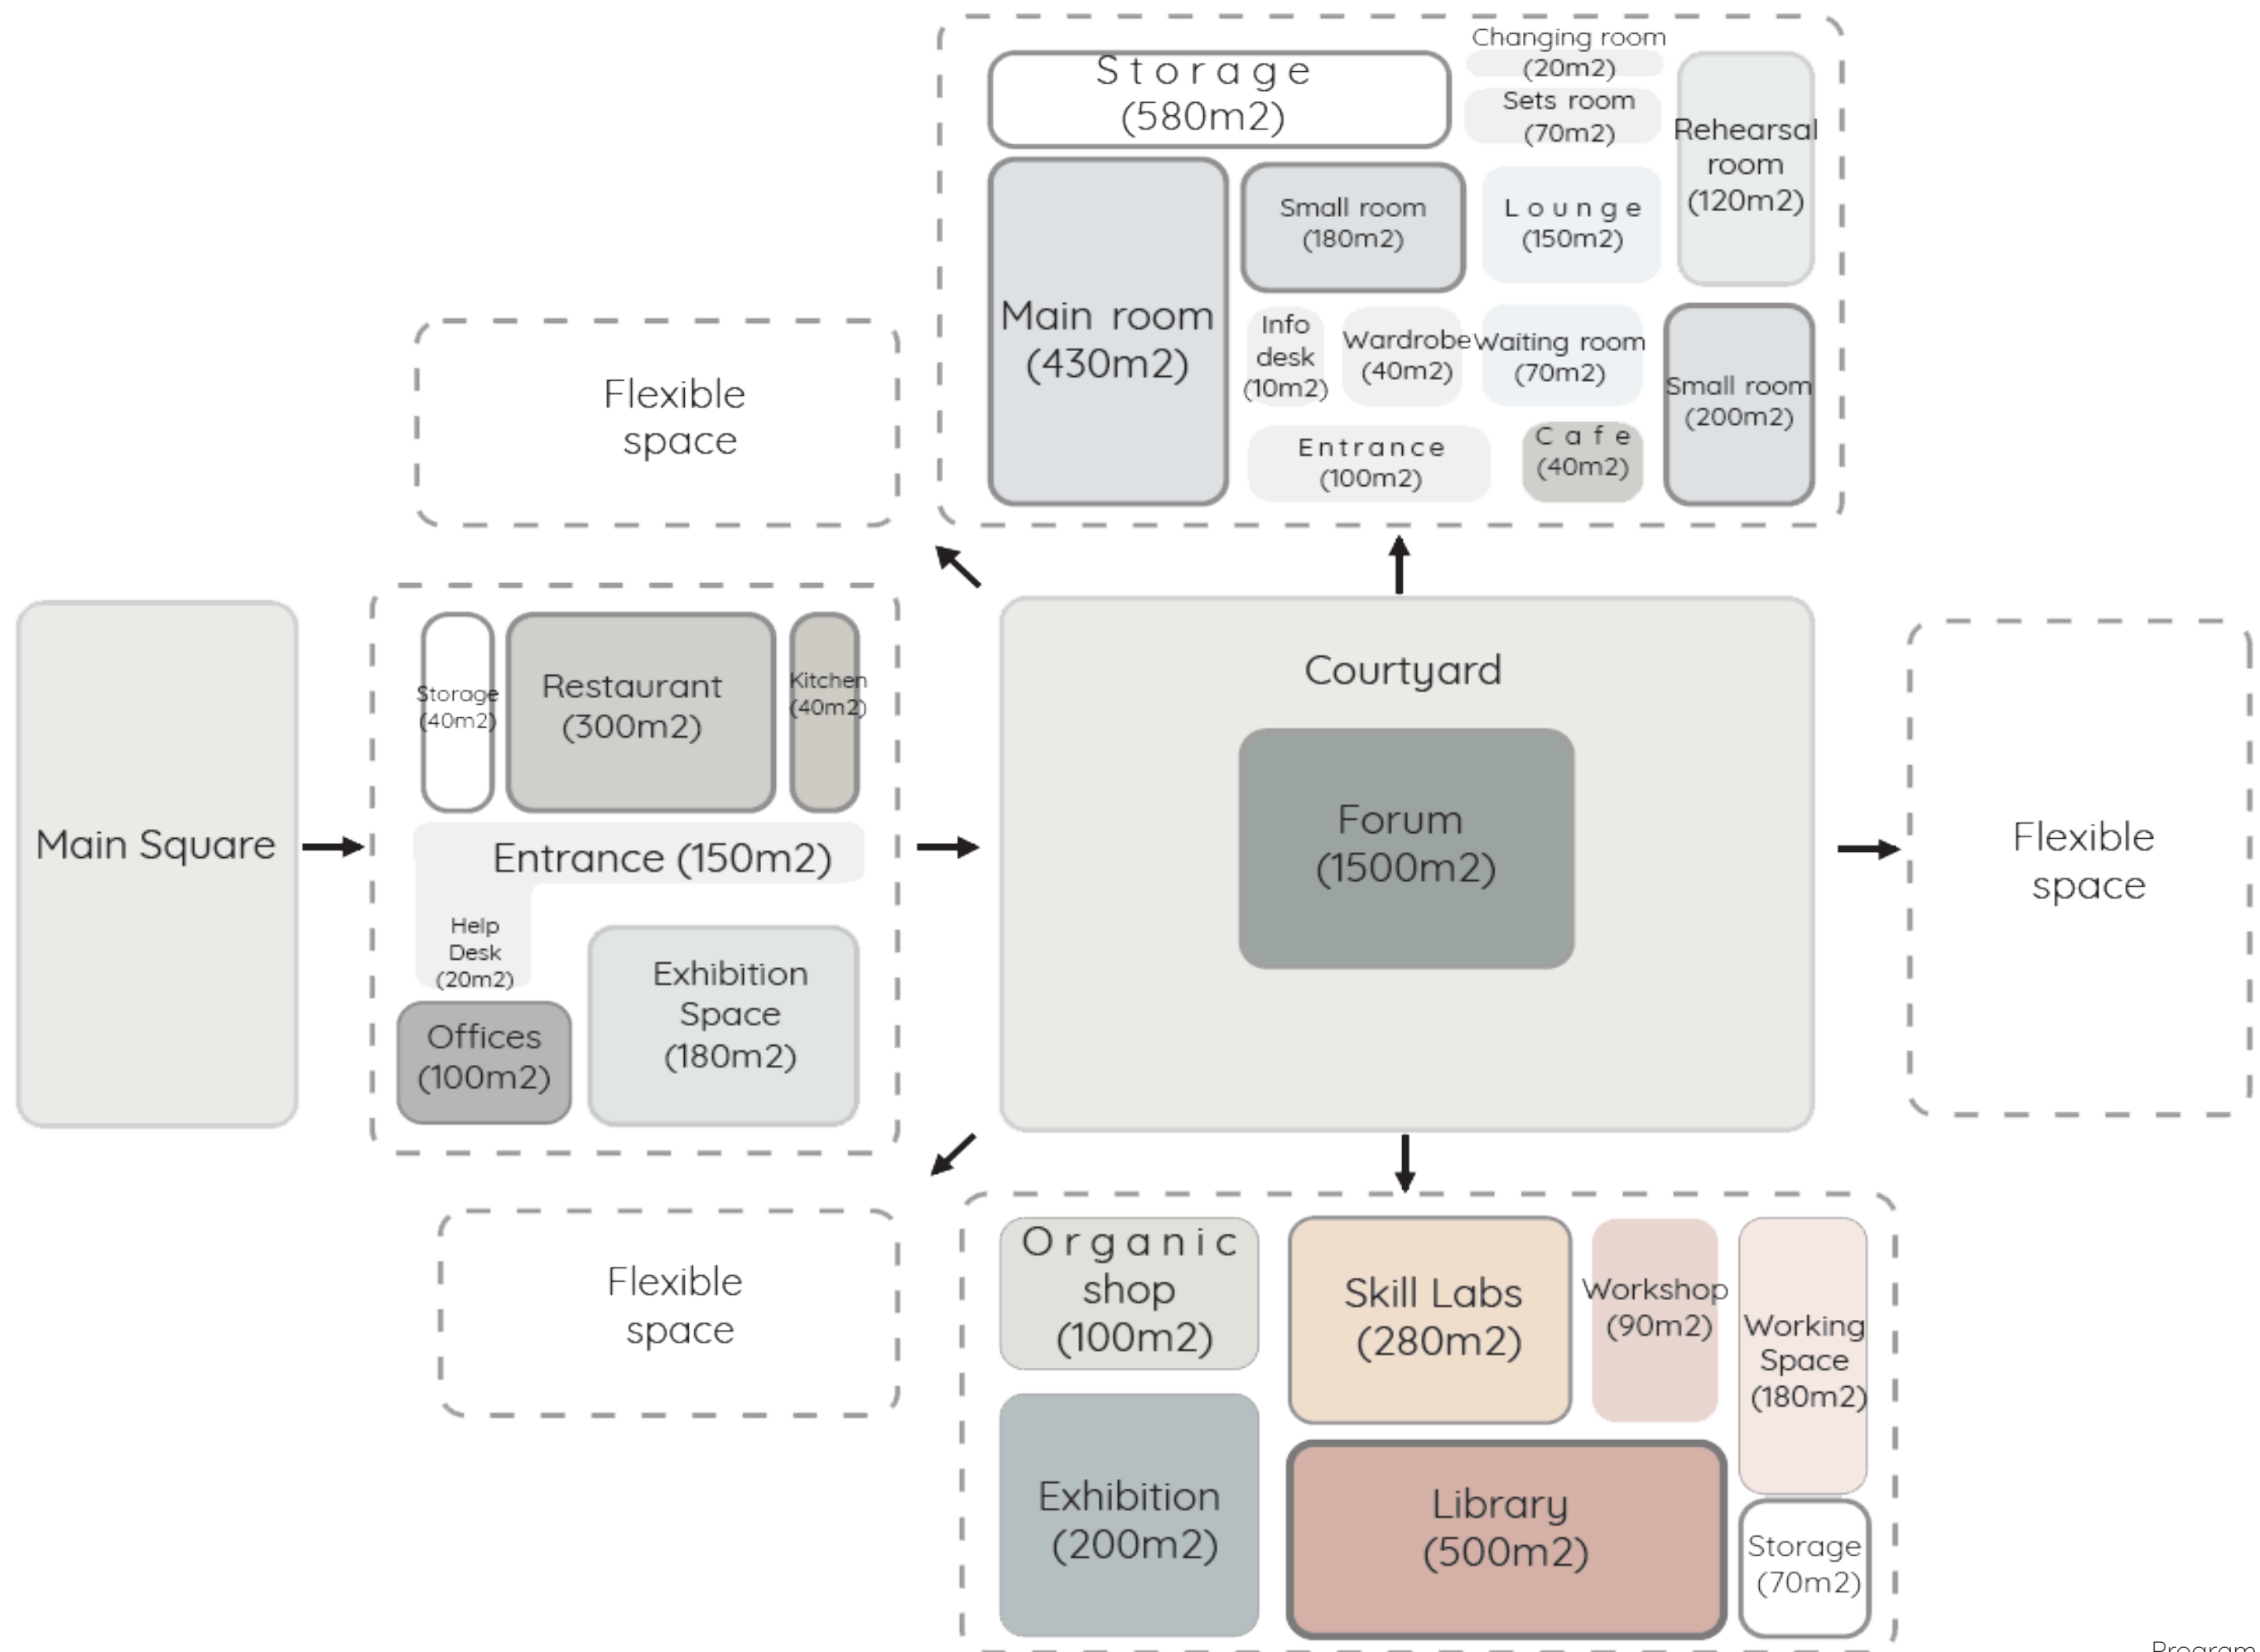 Changing room
(20m2)
Storage
(580m2)
Sets room
(70m2)
Rehearsal
room
(120m2)
Small room
(180m2)
Lounge
(150m2)
Main room
(430m2)
Info
desk
(10m2)
Wardrobe
(40m2)
Waiting room
(70m2)
Small room
(200m2)
Entrance
(100m2)
Cafe
(40m2)
Flexible
space
Main Square
Storage
(40m2)
Restaurant
(300m2)
Kitchen
(40m2)
Entrance (150m2)
Help
Desk
(20m2)
Offices
(100m2)
Exhibition
Space
(180m2)
Courtyard
Forum
(1500m2)
Flexible
space
Flexible
space
Organic
shop
(100m2)
Skill Labs
(280m2)
Workshop
(90m2)
Working
Space
(180m2)
Exhibition
(200m2)
Library
(500m2)
Storage
(70m2)
Program